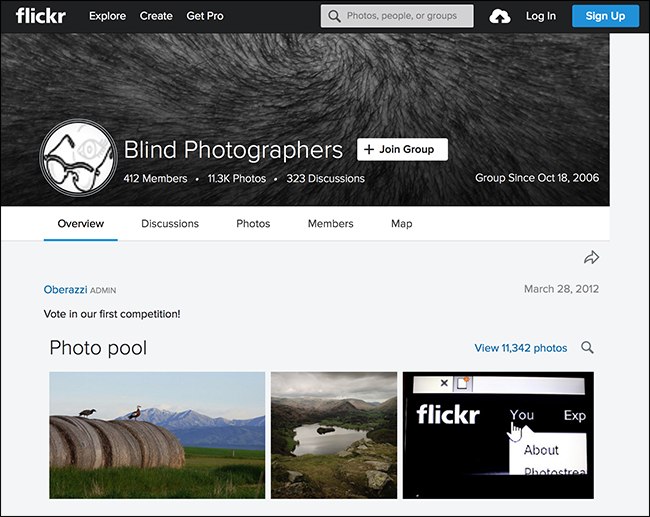 flickr Explore Create Get Pro Photos, people, or groups Log In Sign Up
Blind Photographers + Join Group
412 Members • 11.3K Photos • 323 Discussions Group Since Oct 18, 2006
Overview Discussions Photos Members Map
Oberazzi ADMIN March 28, 2012
Vote in our first competition!
Photo pool View 11,342 photos
flickr You Exp
About
Photostrea